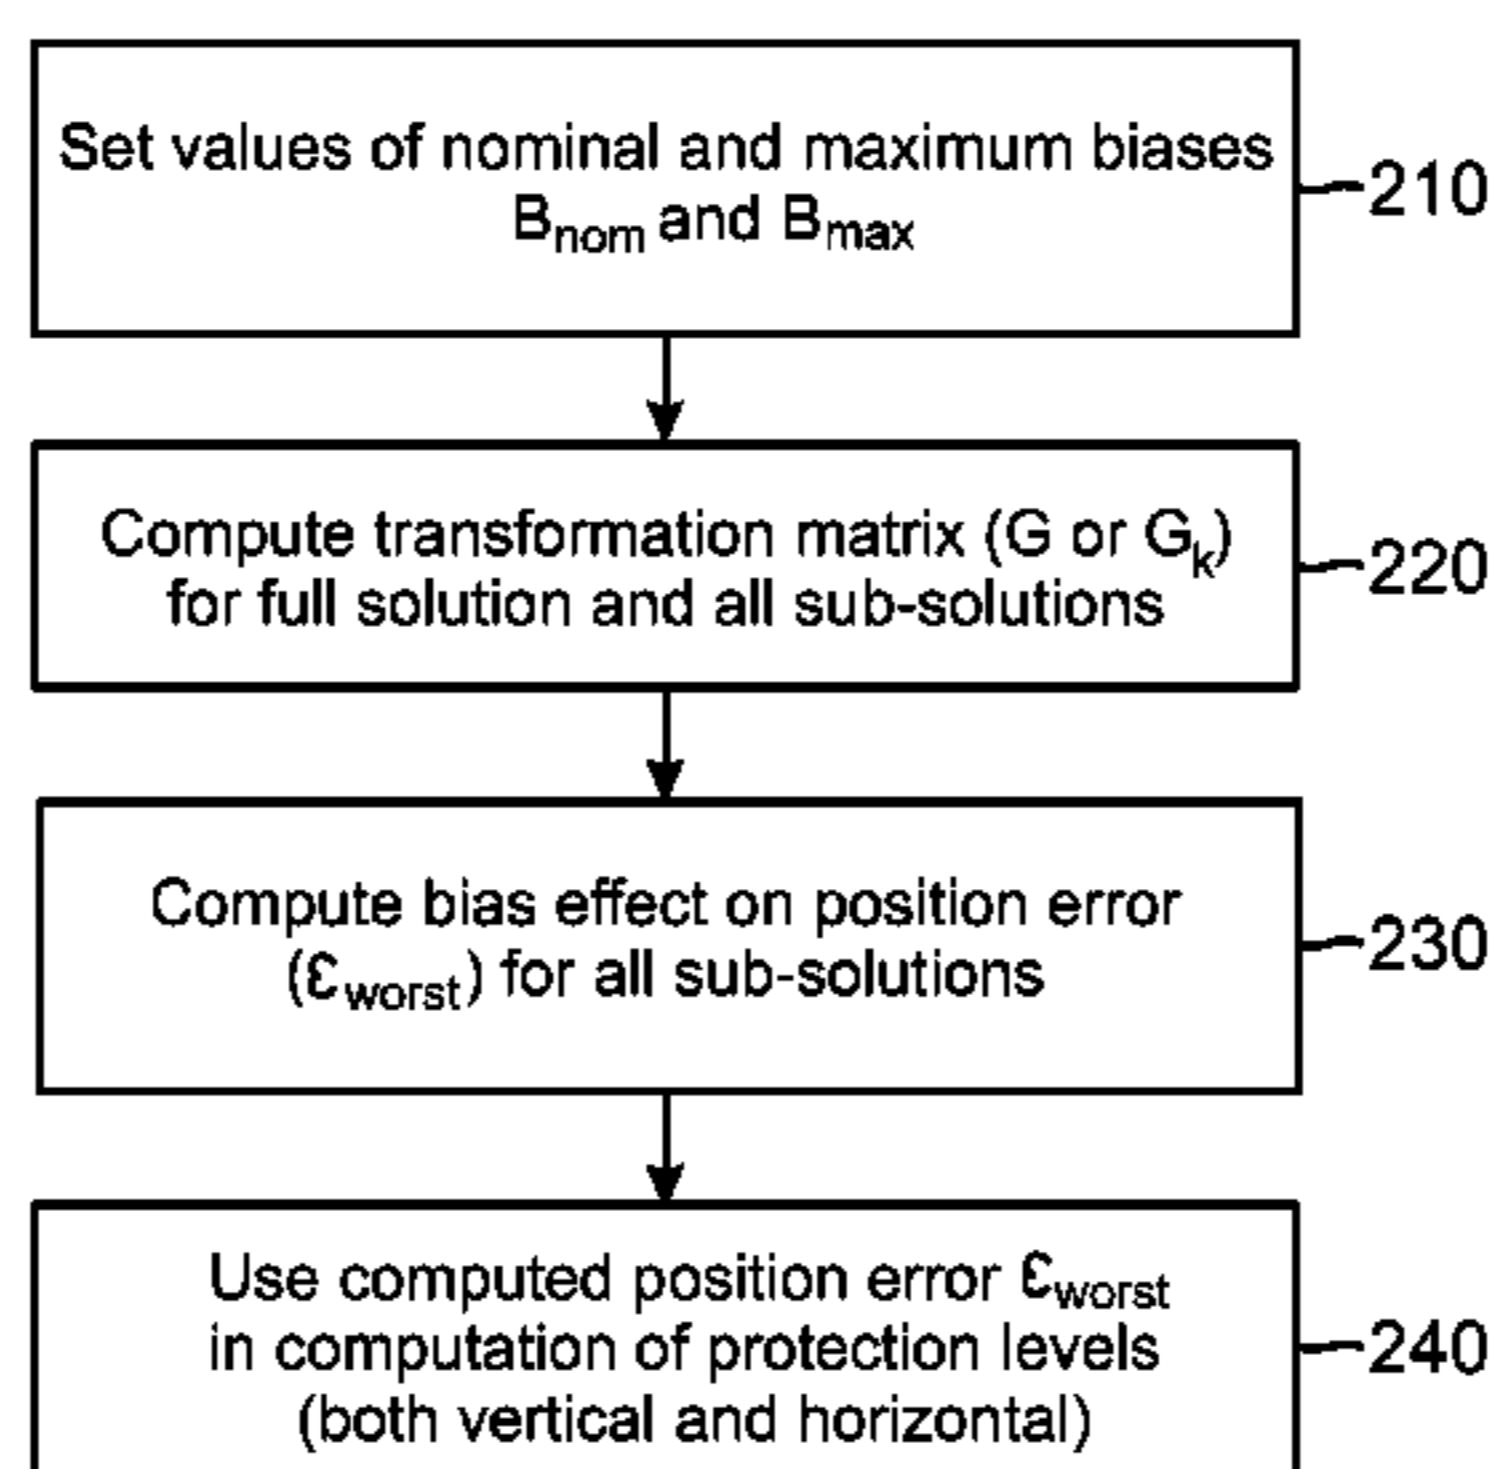 Set values of nominal and maximum biases
Bnom and Bmax
210
Compute transformation matrix (G or Gk)
for full solution and all sub-solutions
220
Compute bias effect on position error
(Ɛworst) for all sub-solutions
230
Use computed position error Ɛworst
in computation of protection levels
(both vertical and horizontal)
240